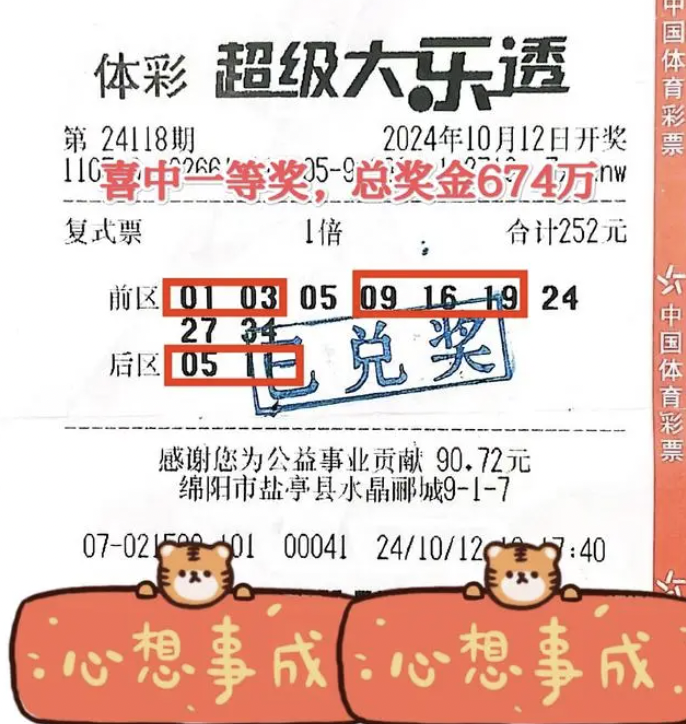 体彩 超级大乐透
第 24118期 2024年10月12日开奖
喜中一等奖，总奖金674万
复式票 1倍 合计252元
前区 01 03 05 09 16 19 24
27 34
后区 05 11
已兑奖
感谢您为公益事业贡献 90.72元
绵阳市盐亭县水晶郦城9-1-7
00041 24/10/12
心想事成 心想事成
中国体育彩票
中国体育彩票